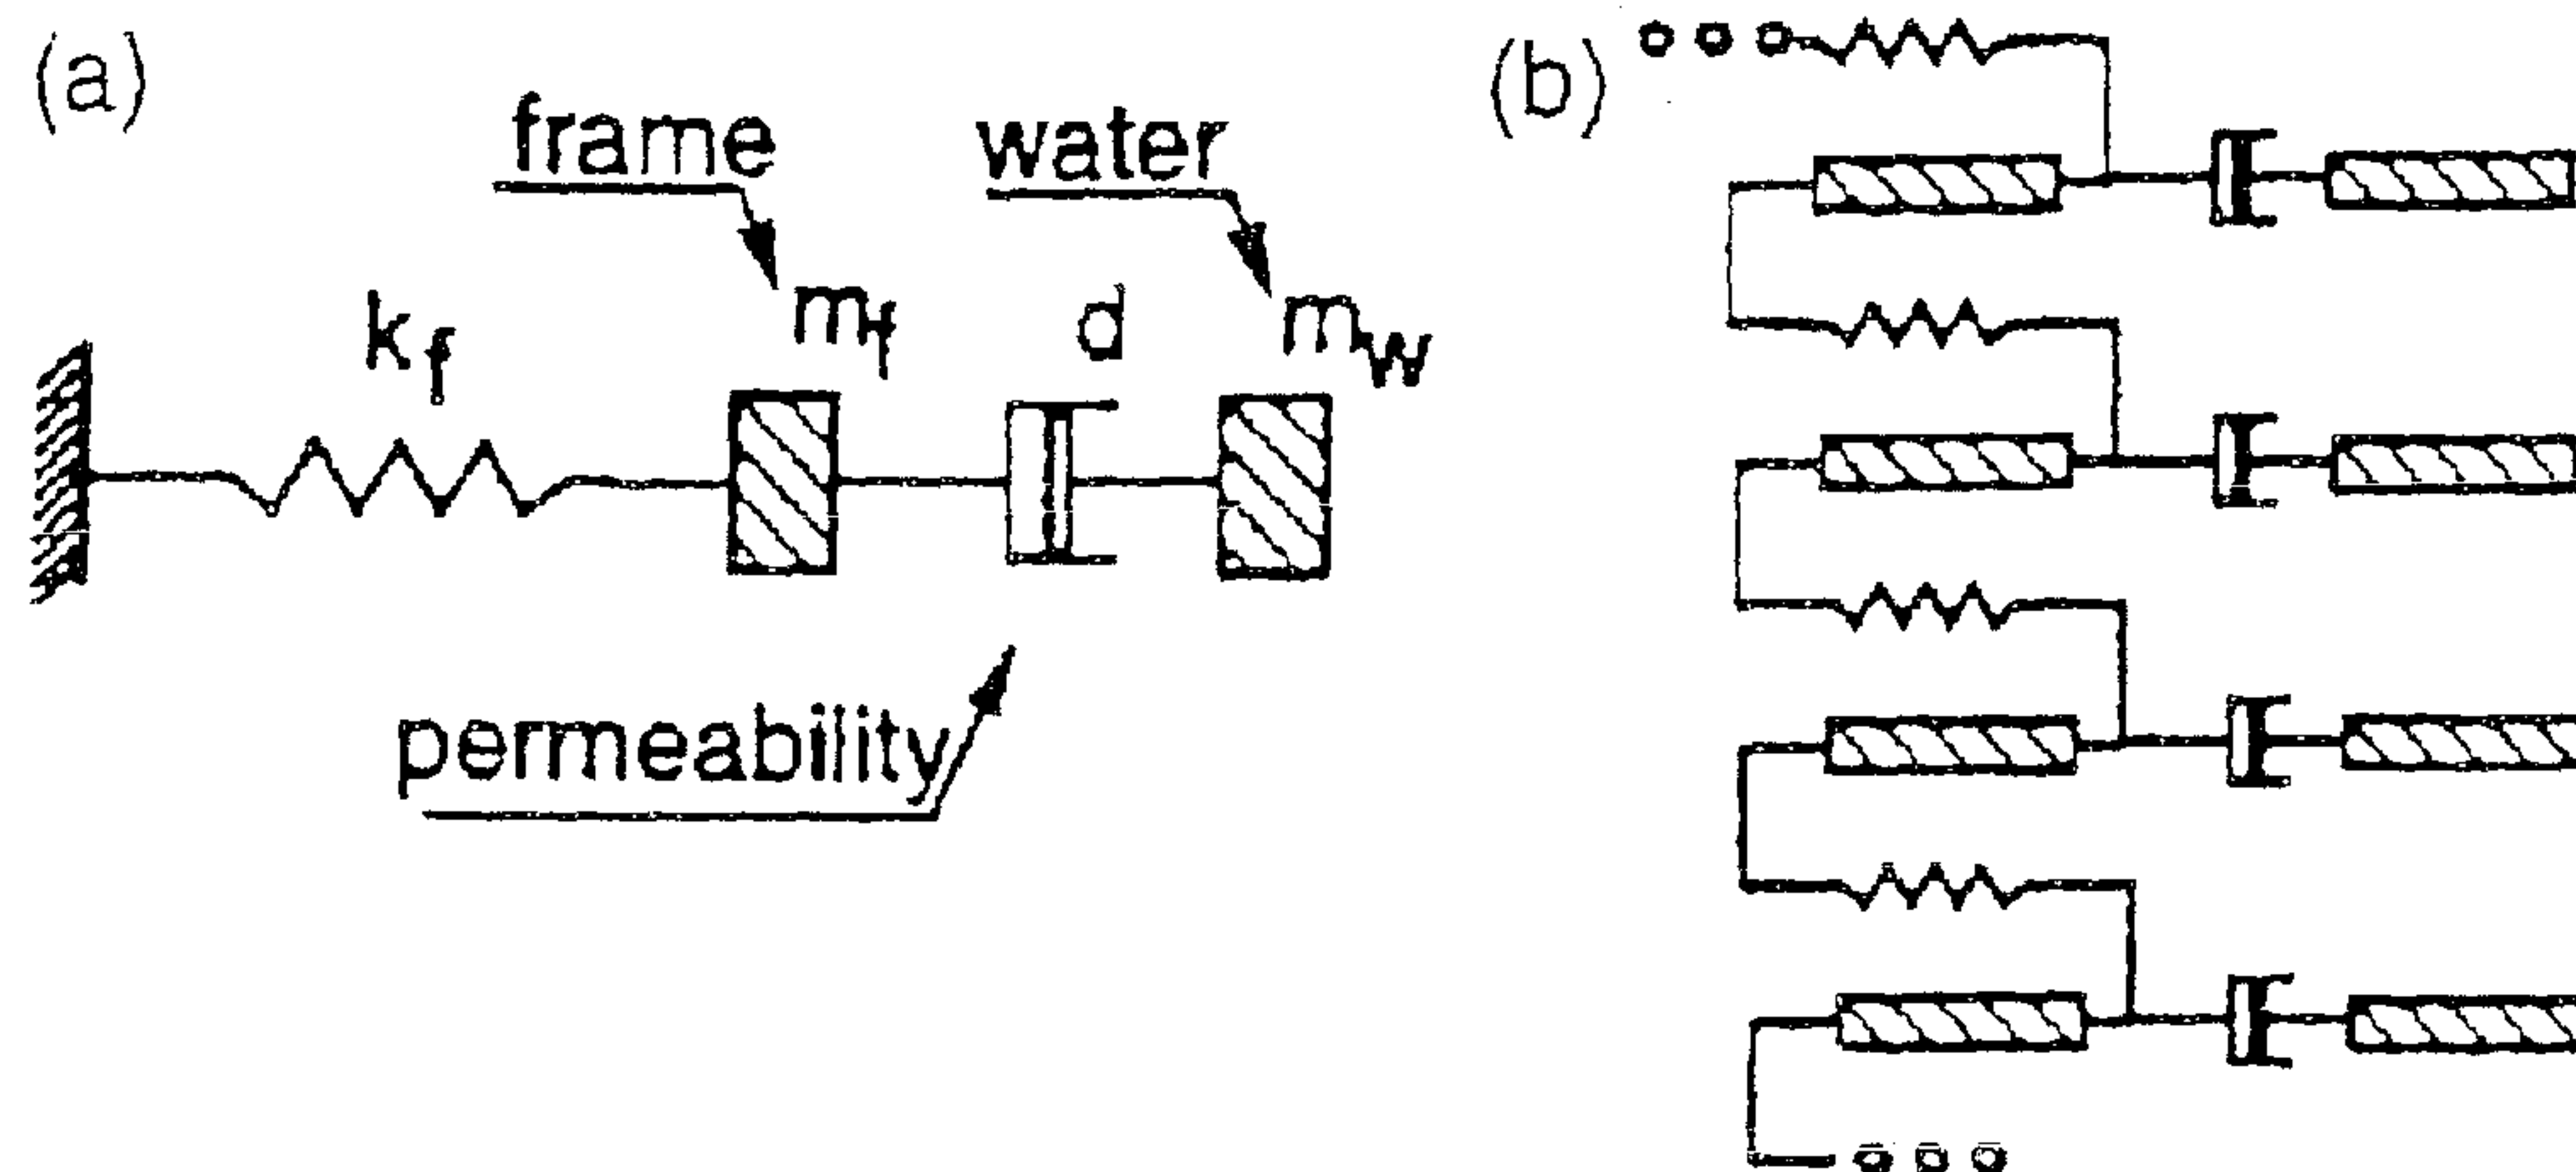 (a)
frame
water
k_f
m_f
d
m_w
permeability
(b)